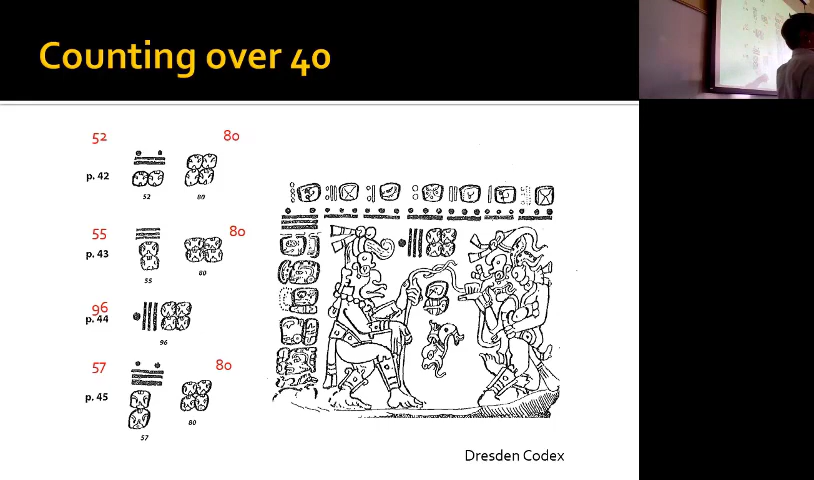 Counting over 40
52 80
p. 42
52 80
55 80
p. 43
55 80
96
p. 44
96
57 80
p. 45
57 80
Dresden Codex